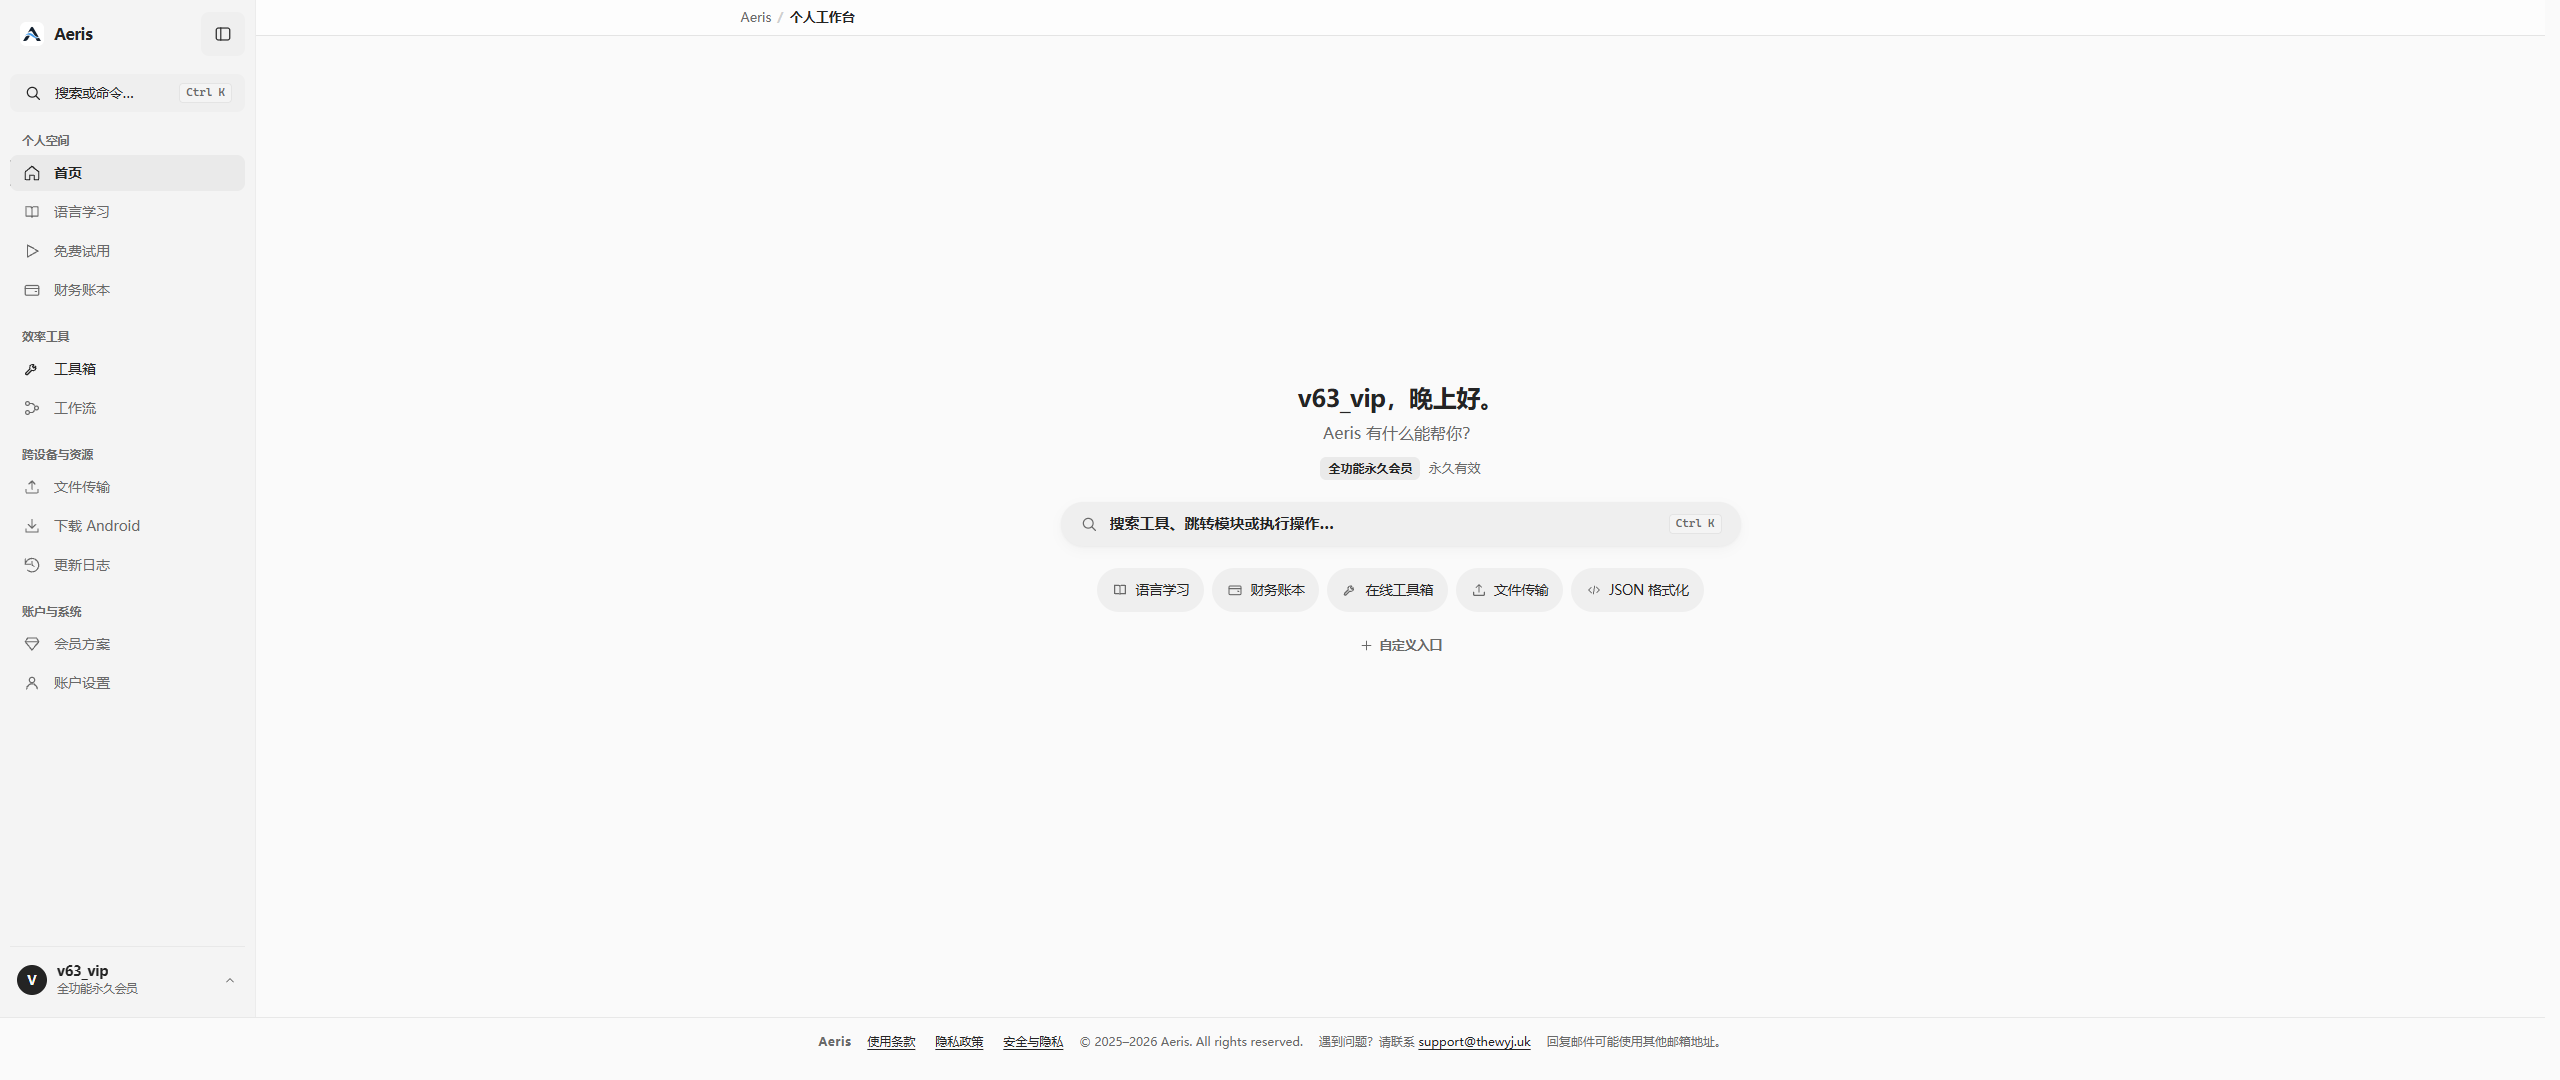 Aeris
搜索或命令... Ctrl K
个人空间
首页
语言学习
免费试用
财务账本
效率工具
工具箱
工作流
跨设备与资源
文件传输
下载 Android
更新日志
账户与系统
会员方案
账户设置
V
v63_vip
全功能永久会员
Aeris / 个人工作台
v63_vip，晚上好。
Aeris 有什么能帮你？
全功能永久会员 永久有效
搜索工具、跳转模块或执行操作... Ctrl K
语言学习 财务账本 在线工具箱 文件传输 JSON 格式化
自定义入口
Aeris 使用条款 隐私政策 安全与隐私 © 2025–2026 Aeris. All rights reserved. 遇到问题？请联系 support@thewyj.uk 回复邮件可能使用其他邮箱地址。